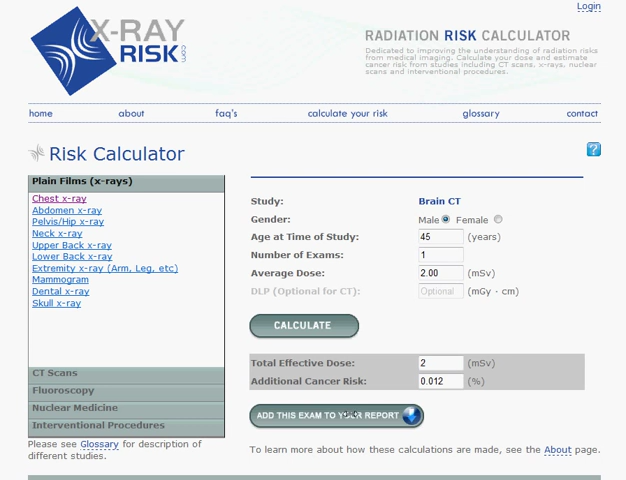 Login
X-RAY
RISK.com
RADIATION RISK CALCULATOR
Dedicated to improving the understanding of radiation risks
from medical imaging. Calculate your dose and estimate
cancer risk from studies including CT scans, x-rays, nuclear
scans and interventional procedures.
home about faq's calculate your risk glossary contact
Risk Calculator
?
Plain Films (x-rays)
Chest x-ray
Abdomen x-ray
Pelvis/Hip x-ray
Neck x-ray
Upper Back x-ray
Lower Back x-ray
Extremity x-ray (Arm, Leg, etc)
Mammogram
Dental x-ray
Skull x-ray
CT Scans
Fluoroscopy
Nuclear Medicine
Interventional Procedures
Please see Glossary for description of
different studies.
Study: Brain CT
Gender: Male Female
Age at Time of Study: 45 (years)
Number of Exams: 1
Average Dose: 2.00 (mSv)
DLP (Optional for CT): Optional (mGy · cm)
CALCULATE
Total Effective Dose: 2 (mSv)
Additional Cancer Risk: 0.012 (%)
ADD THIS EXAM TO YOUR REPORT
To learn more about how these calculations are made, see the About page.